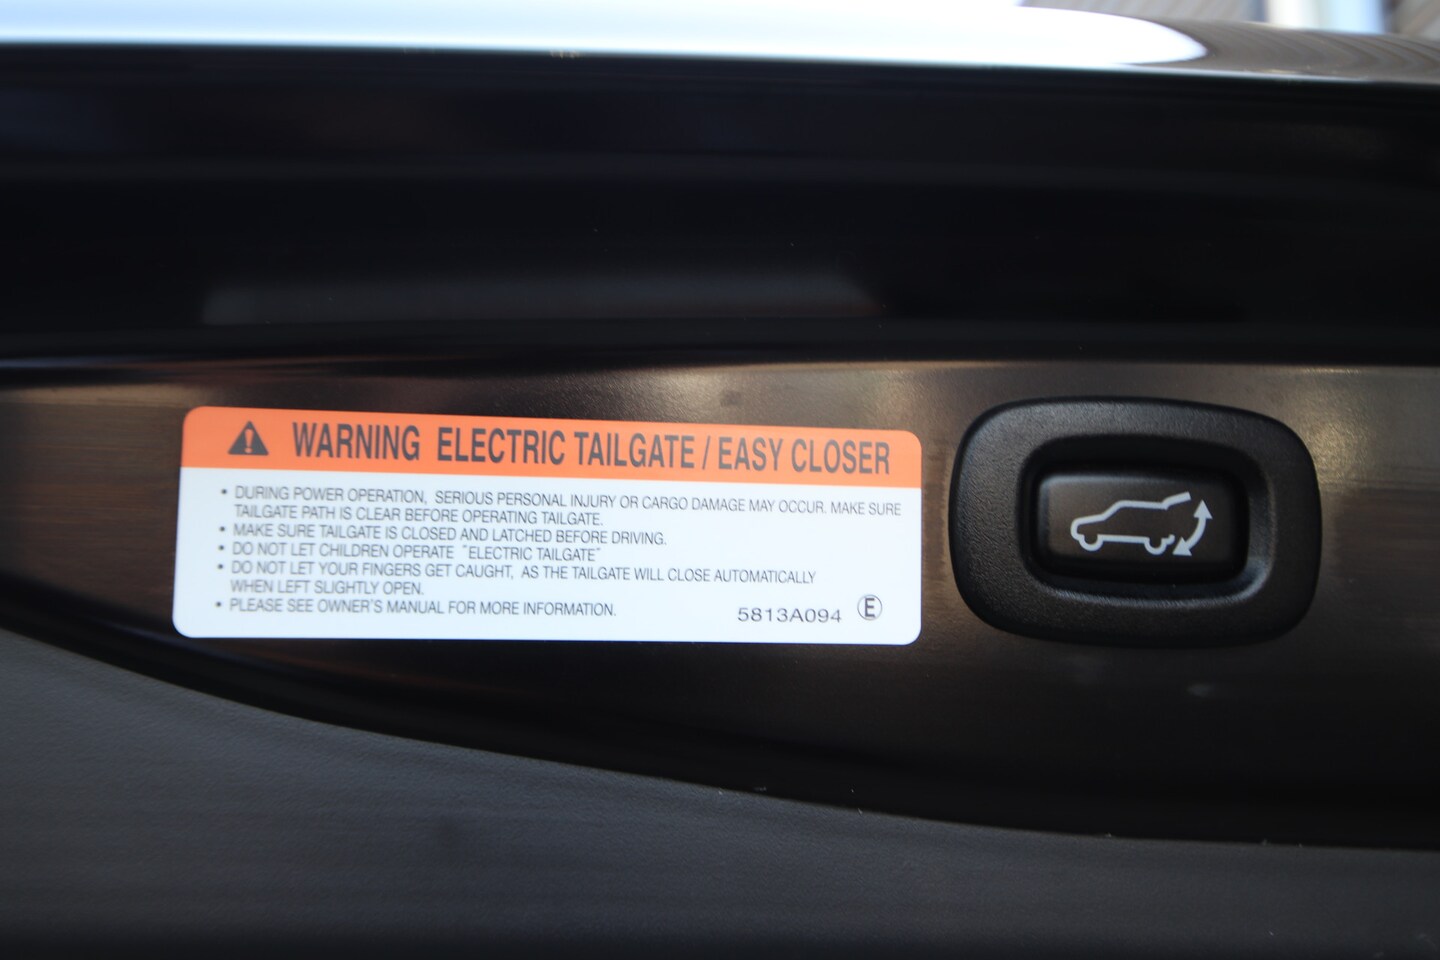 WARNING ELECTRIC TAILGATE / EASY CLOSER
• DURING POWER OPERATION, SERIOUS PERSONAL INJURY OR CARGO DAMAGE MAY OCCUR. MAKE SURE
TAILGATE PATH IS CLEAR BEFORE OPERATING TAILGATE.
• MAKE SURE TAILGATE IS CLOSED AND LATCHED BEFORE DRIVING.
• DO NOT LET CHILDREN OPERATE "ELECTRIC TAILGATE"
• DO NOT LET YOUR FINGERS GET CAUGHT, AS THE TAILGATE WILL CLOSE AUTOMATICALLY
WHEN LEFT SLIGHTLY OPEN.
• PLEASE SEE OWNER'S MANUAL FOR MORE INFORMATION.
5813A094 Ⓔ